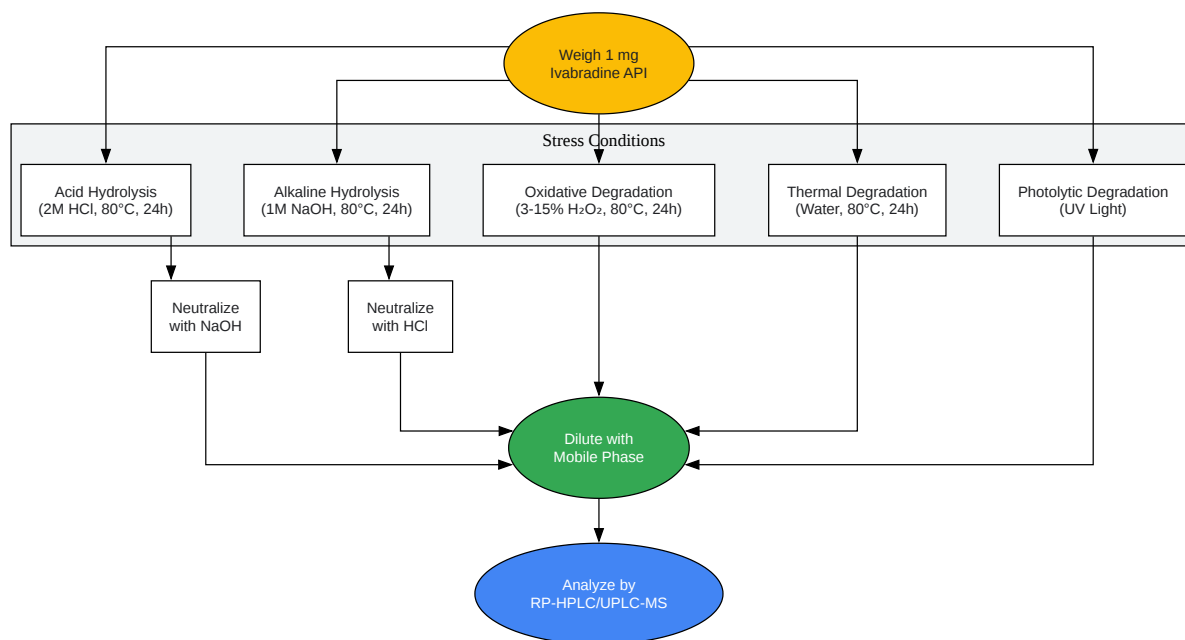 Weigh 1 mg
Ivabradine API
Stress Conditions
Acid Hydrolysis
(2M HCl, 80°C, 24h)
Alkaline Hydrolysis
(1M NaOH, 80°C, 24h)
Oxidative Degradation
(3-15% H₂O₂, 80°C, 24h)
Thermal Degradation
(Water, 80°C, 24h)
Photolytic Degradation
(UV Light)
Neutralize
with NaOH
Neutralize
with HCl
Dilute with
Mobile Phase
Analyze by
RP-HPLC/UPLC-MS